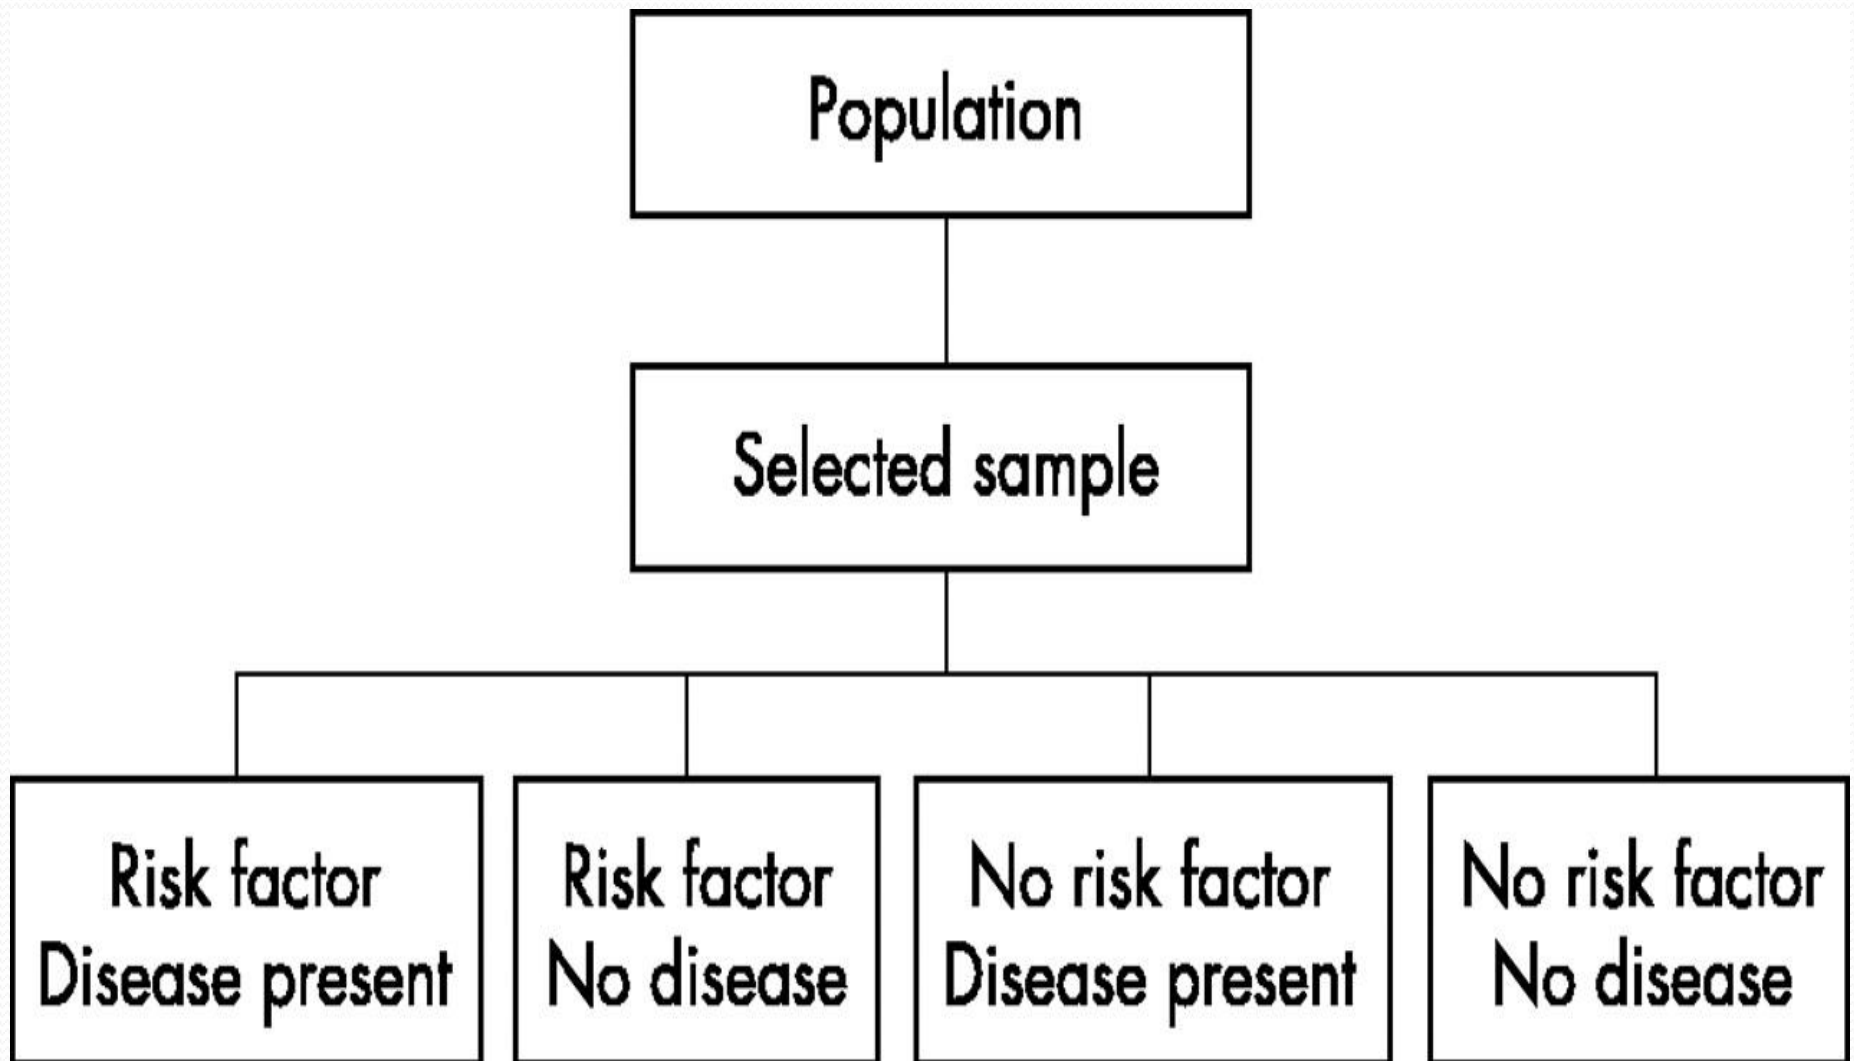 Population
Selected sample
Risk factor
Disease present
Risk factor
No disease
No risk factor
Disease present
No risk factor
No disease